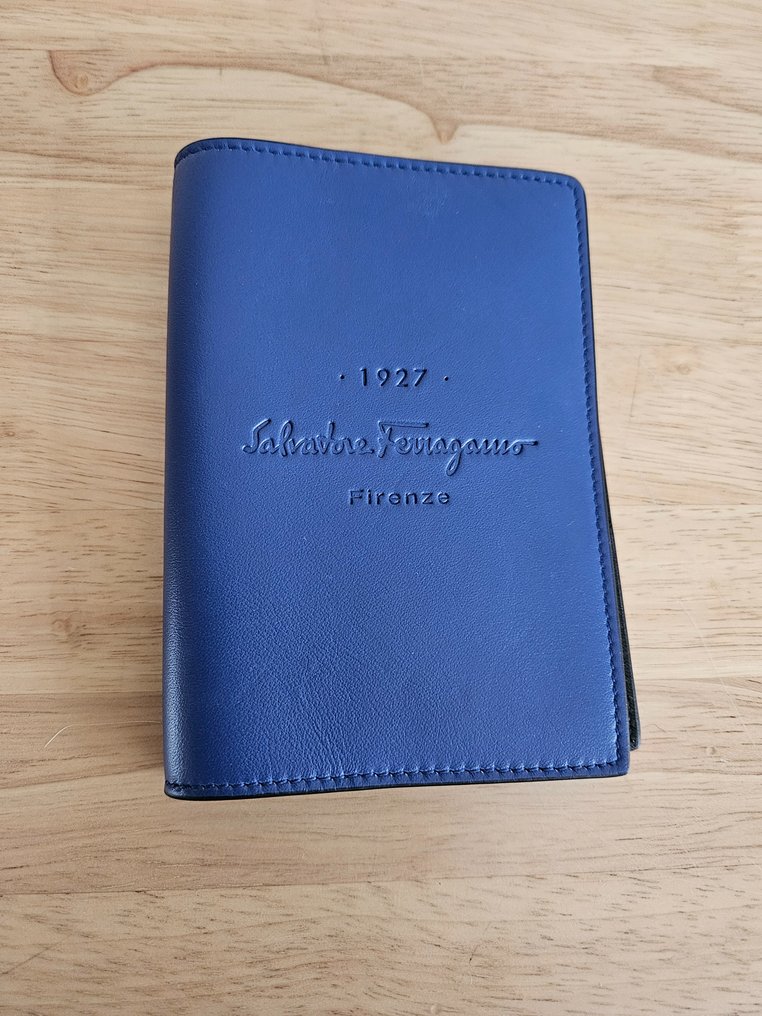 · 1927 ·
Salvatore Ferragamo
Firenze